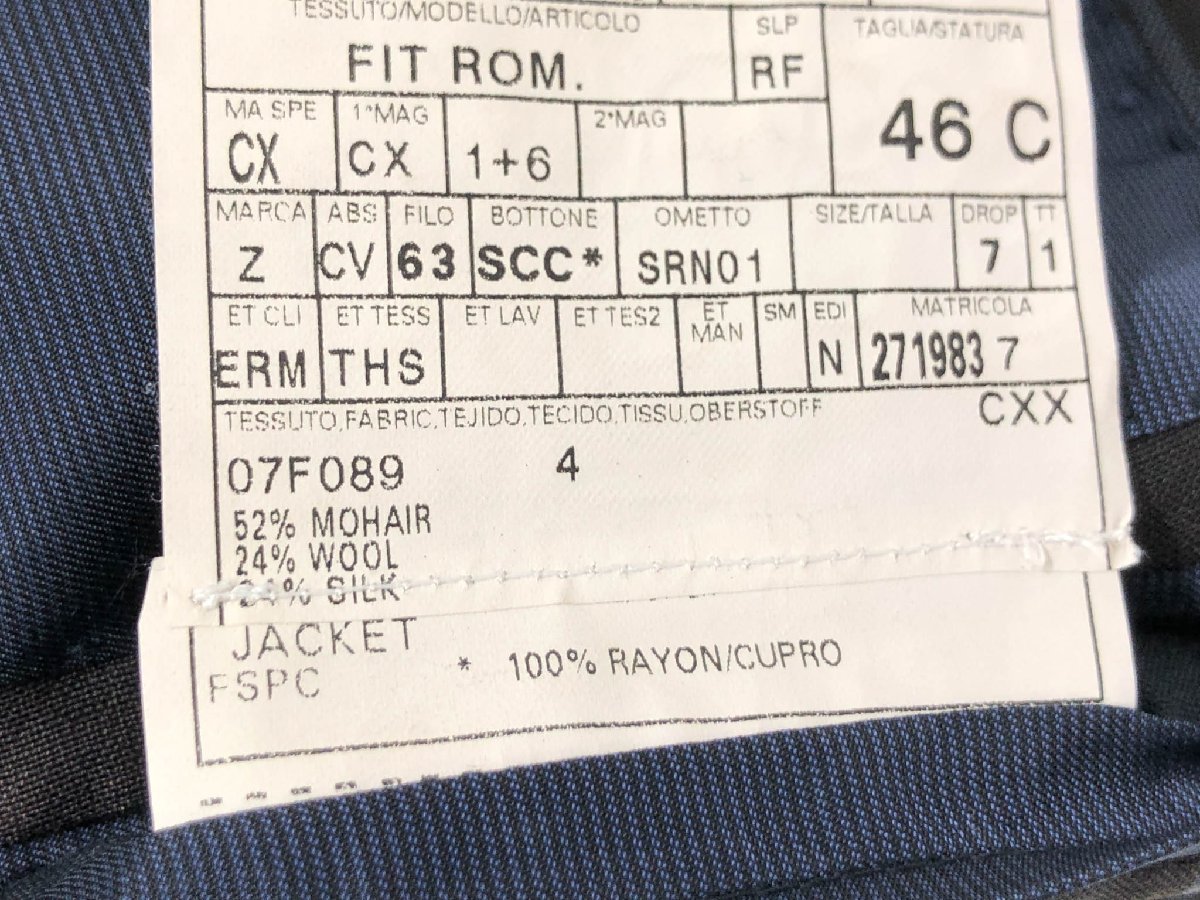 TESSUTO/MODELLO/ARTICOLO SLP TAGLIA/STATURA
FIT ROM. RF
46 C
MA SPE 1^MAG 2^MAG
CX CX 1+6
MARCA ABS FILO BOTTONE OMETTO SIZE/TALLA DROP TT
Z CV 63 SCC* SRN01 7 1
ET CLI ET TESS ET LAV ET TES2 ET MAN SM EDI MATRICOLA
ERM THS N 271983 7
TESSUTO,FABRIC,TEJIDO,TECIDO,TISSU,OBERSTOFF CXX
07F089 4
52% MOHAIR
24% WOOL
24% SILK
JACKET
FSPC * 100% RAYON/CUPRO